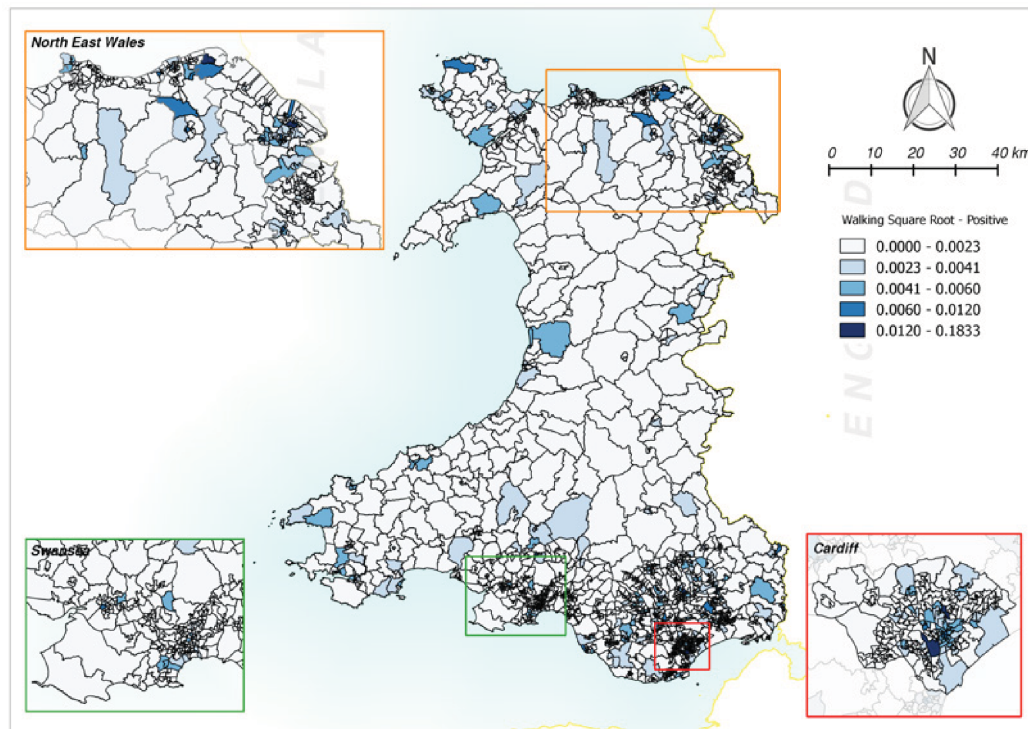 North East Wales
N
0 10 20 30 40 km
Walking Square Root - Positive
0.0000 - 0.0023
0.0023 - 0.0041
0.0041 - 0.0060
0.0060 - 0.0120
0.0120 - 0.1833
Swansea
Cardiff